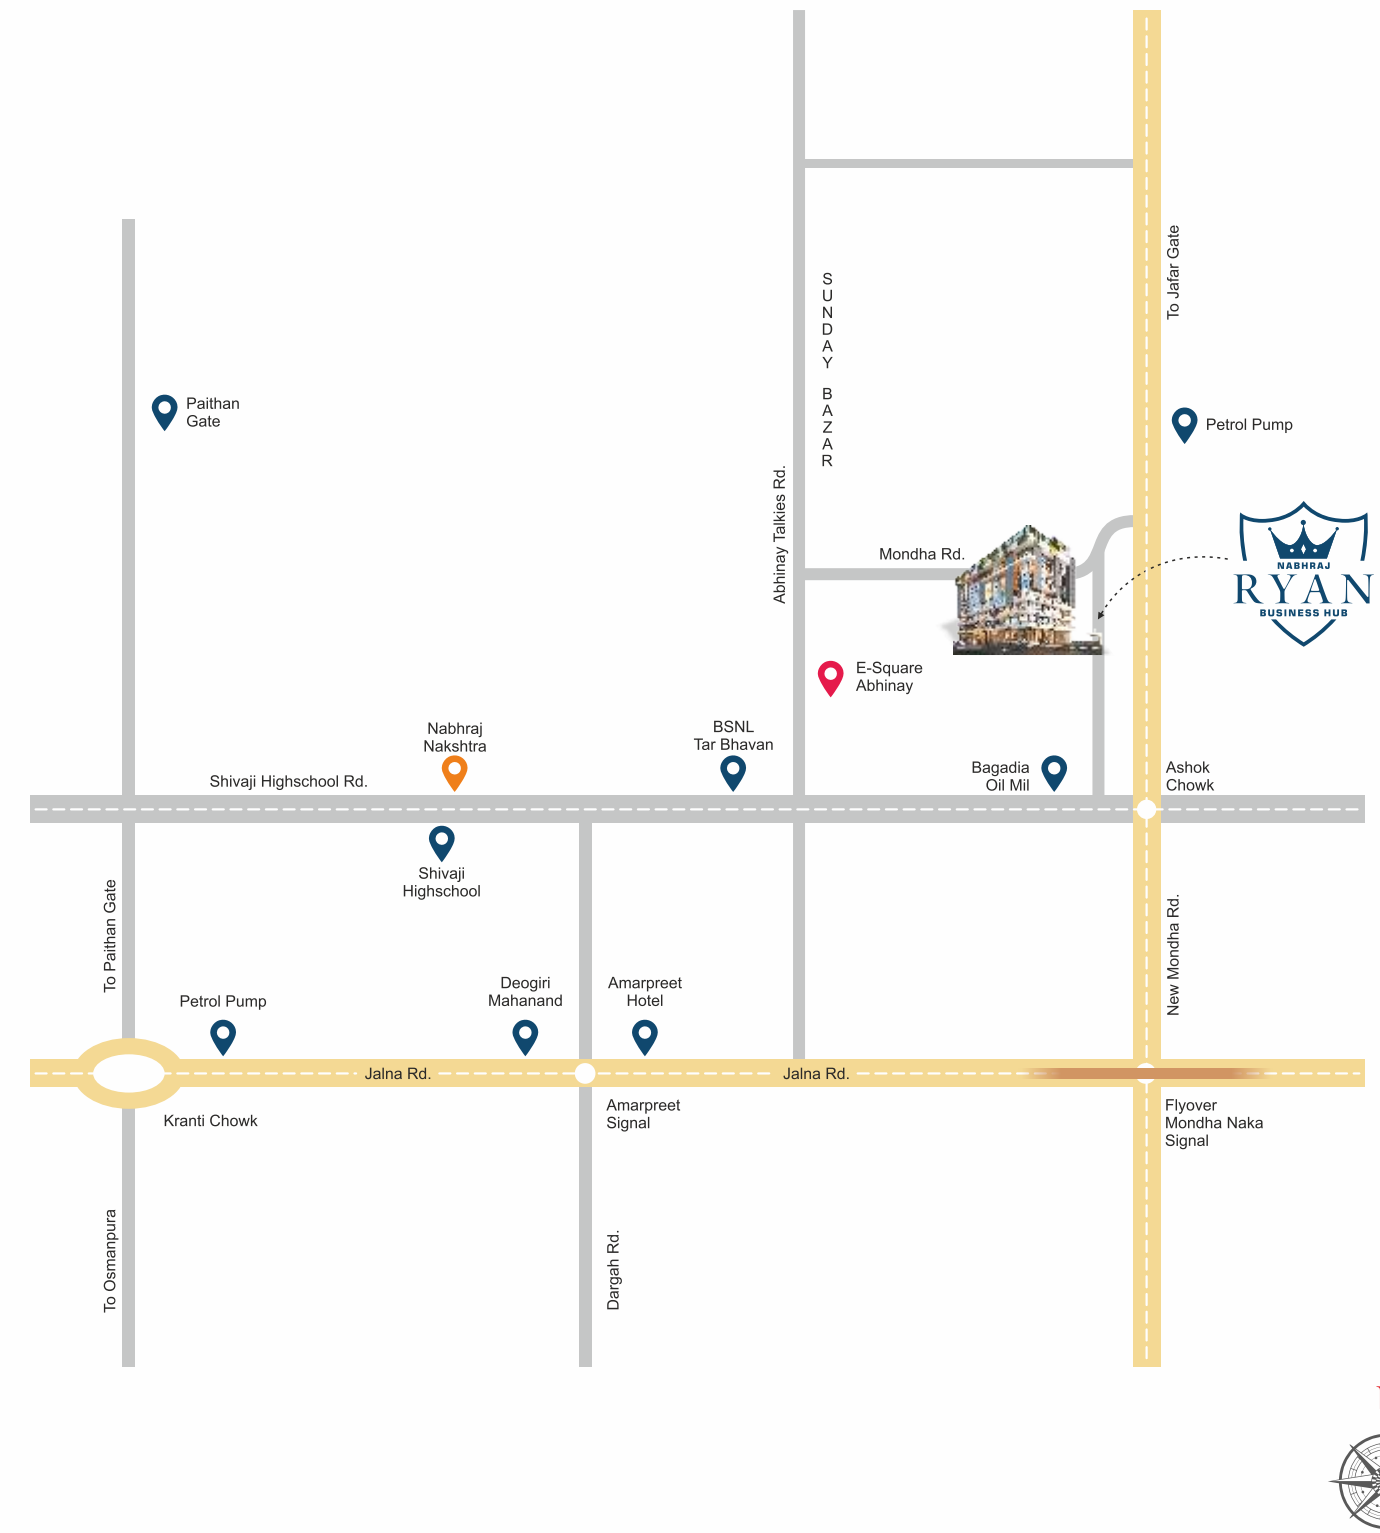 To Jafar Gate
SUNDAY BAZAR
Paithan
Gate
Petrol Pump
Abhinay Talkies Rd.
Mondha Rd.
NABHRAJ
RYAN
BUSINESS HUB
E-Square
Abhinay
Nabhraj
Nakshtra
BSNL
Tar Bhavan
Shivaji Highschool Rd.
Bagadia
Oil Mil
Ashok
Chowk
Shivaji
Highschool
To Paithan Gate
New Mondha Rd.
Petrol Pump
Deogiri
Mahanand
Amarpreet
Hotel
Jalna Rd.
Jalna Rd.
Kranti Chowk
Amarpreet
Signal
Flyover
Mondha Naka
Signal
To Osmanpura
Dargah Rd.